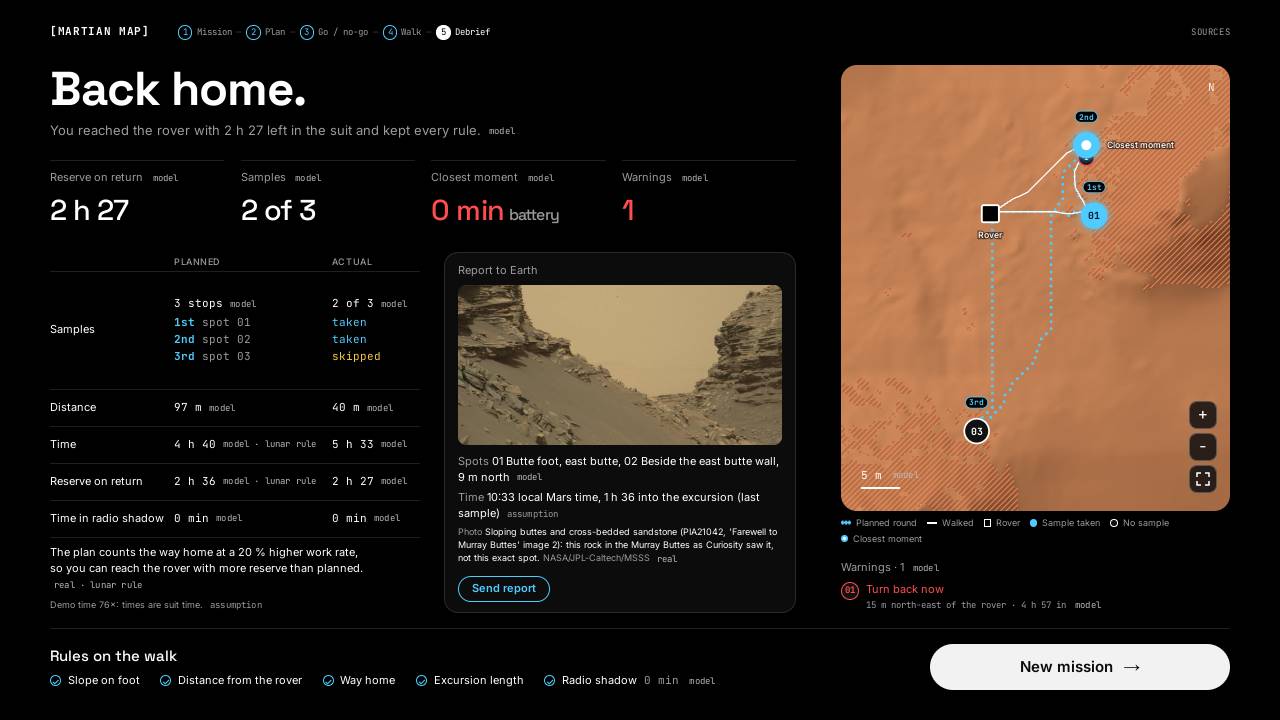 [MARTIAN MAP]
1 Mission – 2 Plan – 3 Go / no-go – 4 Walk – 5 Debrief
SOURCES
Back home.
You reached the rover with 2 h 27 left in the suit and kept every rule. model
Reserve on return model
2 h 27
Samples model
2 of 3
Closest moment model
0 min battery
Warnings model
1
PLANNED ACTUAL
Samples
3 stops model 2 of 3 model
1st spot 01 taken
2nd spot 02 taken
3rd spot 03 skipped
Distance 97 m model 40 m model
Time 4 h 40 model · lunar rule 5 h 33 model
Reserve on return 2 h 36 model · lunar rule 2 h 27 model
Time in radio shadow 0 min model 0 min model
The plan counts the way home at a 20 % higher work rate,
so you can reach the rover with more reserve than planned.
real · lunar rule
Demo time 76×: times are suit time. assumption
Report to Earth
Spots 01 Butte foot, east butte, 02 Beside the east butte wall,
9 m north model
Time 10:33 local Mars time, 1 h 36 into the excursion (last
sample) assumption
Photo Sloping buttes and cross-bedded sandstone (PIA21042, 'Farewell to
Murray Buttes' image 2): this rock in the Murray Buttes as Curiosity saw it,
not this exact spot. NASA/JPL-Caltech/MSSS real
Send report
N
2nd
Closest moment
1st
01
Rover
3rd
03
5 m model
+
-
Planned round Walked Rover Sample taken No sample
Closest moment
Warnings · 1 model
01 Turn back now
15 m north-east of the rover · 4 h 57 in model
Rules on the walk
Slope on foot Distance from the rover Way home Excursion length Radio shadow 0 min model
New mission →